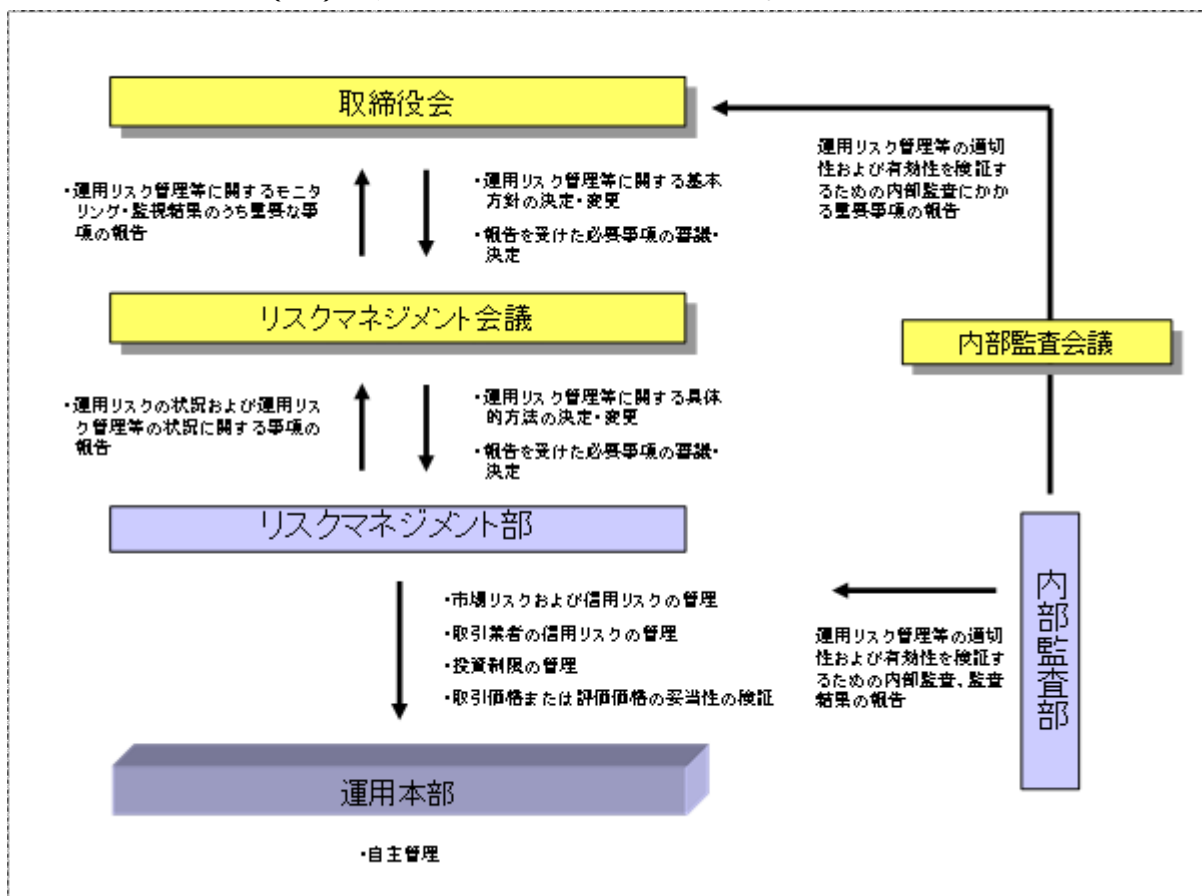 取締役会
・運用リスク管理等に関するモニタ
リング・監視結果のうち重要な事
項の報告
・運用リスク管理等に関する基本
方針の決定・変更
・報告を受けた必要事項の審議・
決定
運用リスク管理等の適切
性および有効性を検証す
るための内部監査にかか
る重要事項の報告
リスクマネジメント会議
内部監査会議
・運用リスクの状況および運用リス
ク管理等の状況に関する事項の
報告
・運用リスク管理等に関する具体
的方法の決定・変更
・報告を受けた必要事項の審議・
決定
リスクマネジメント部
・市場リスクおよび信用リスクの管理
・取引業者の信用リスクの管理
・投資制限の管理
・取引価格または評価価格の妥当性の検証
運用リスク管理等の適切
性および有効性を検証す
るための内部監査、監査
結果の報告
内部監査部
運用本部
・自主管理